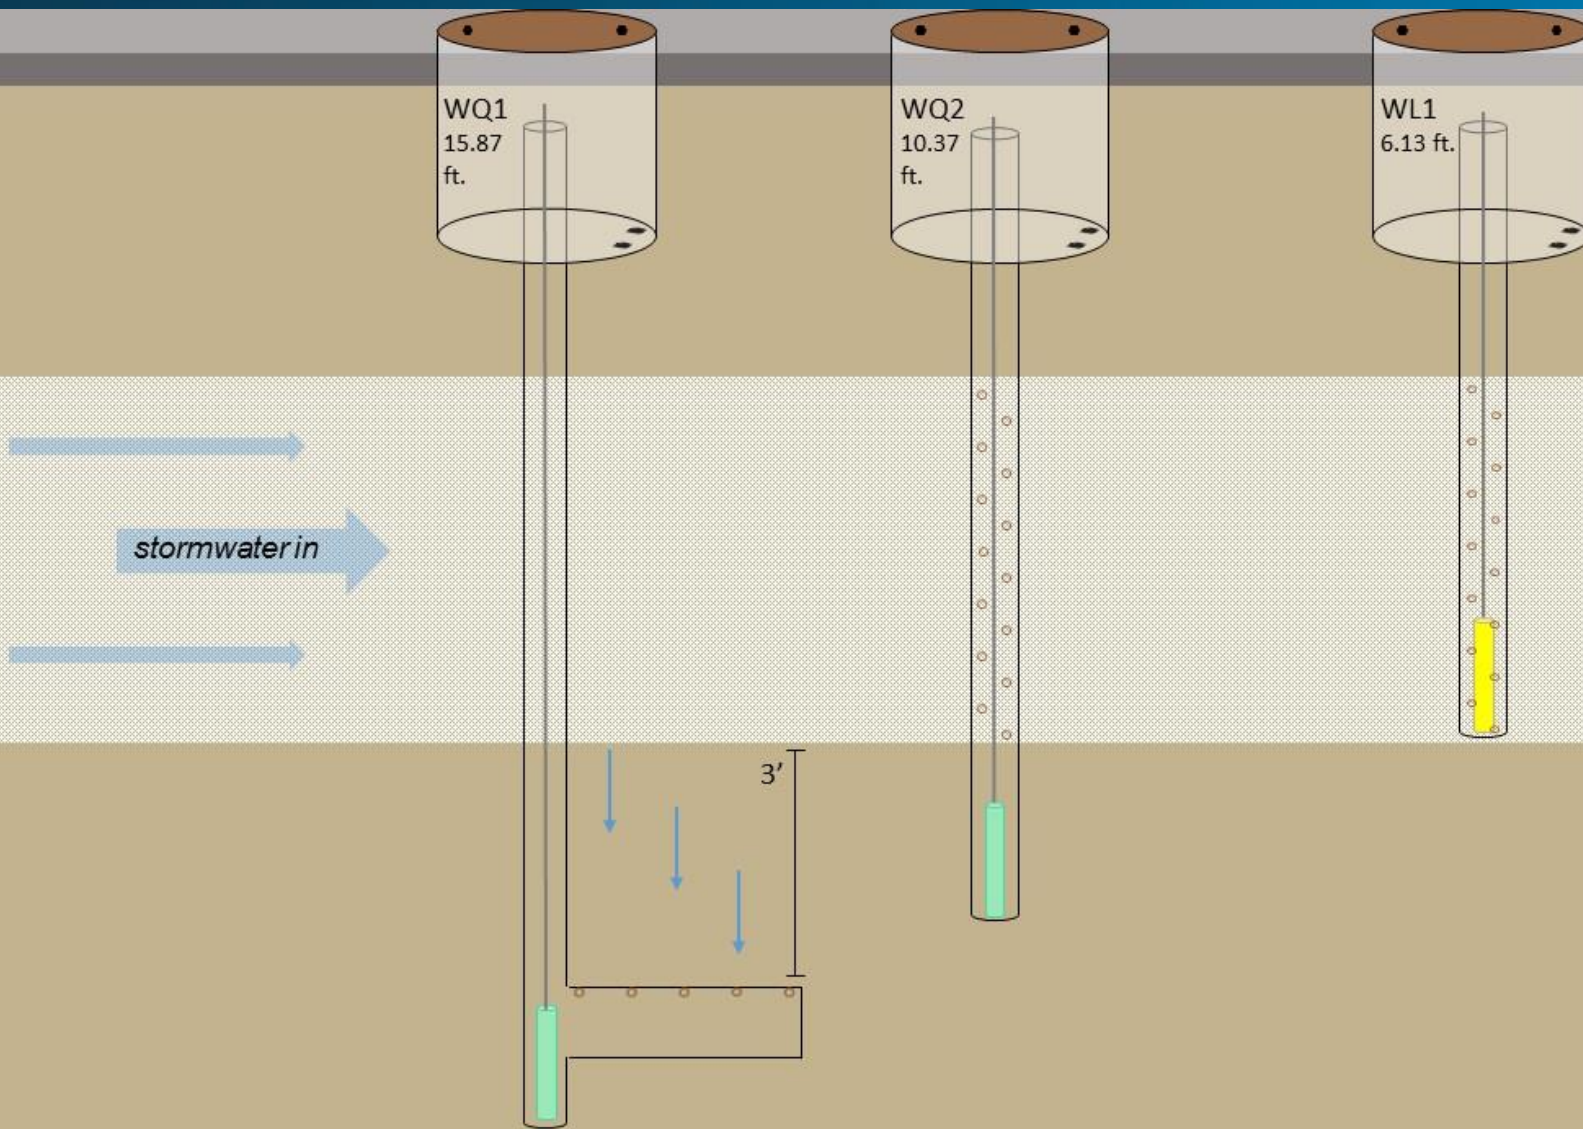 WQ1
15.87
ft.
WQ2
10.37
ft.
WL1
6.13 ft.
stormwater in
3’